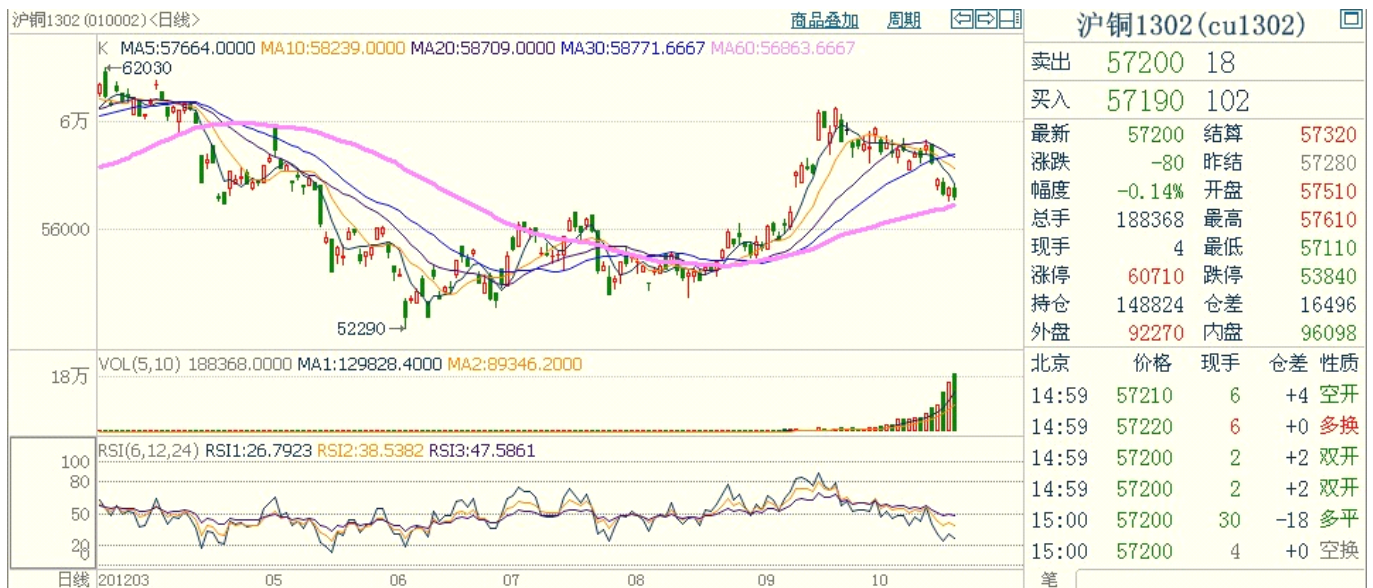 沪铜1302 (010002)<日线>
商品叠加 周期
沪铜1302(cu1302)
K MA5:57664.0000 MA10:58239.0000 MA20:58709.0000 MA30:58771.6667 MA60:56863.6667
←62030
6万
56000
52290→
卖出 57200 18
买入 57190 102
最新 57200 结算 57320
涨跌 -80 昨结 57280
幅度 -0.14% 开盘 57510
总手 188368 最高 57610
现手 4 最低 57110
涨停 60710 跌停 53840
持仓 148824 仓差 16496
外盘 92270 内盘 96098
VOL(5,10) 188368.0000 MA1:129828.4000 MA2:89346.2000
18万
北京 价格 现手 仓差 性质
14:59 57210 6 +4 空开
14:59 57220 6 +0 多换
14:59 57200 2 +2 双开
14:59 57200 2 +2 双开
15:00 57200 30 -18 多平
15:00 57200 4 +0 空换
RSI(6,12,24) RSI1:26.7923 RSI2:38.5382 RSI3:47.5861
100
80
50
20
0
日线 201203 05 06 07 08 09 10
笔